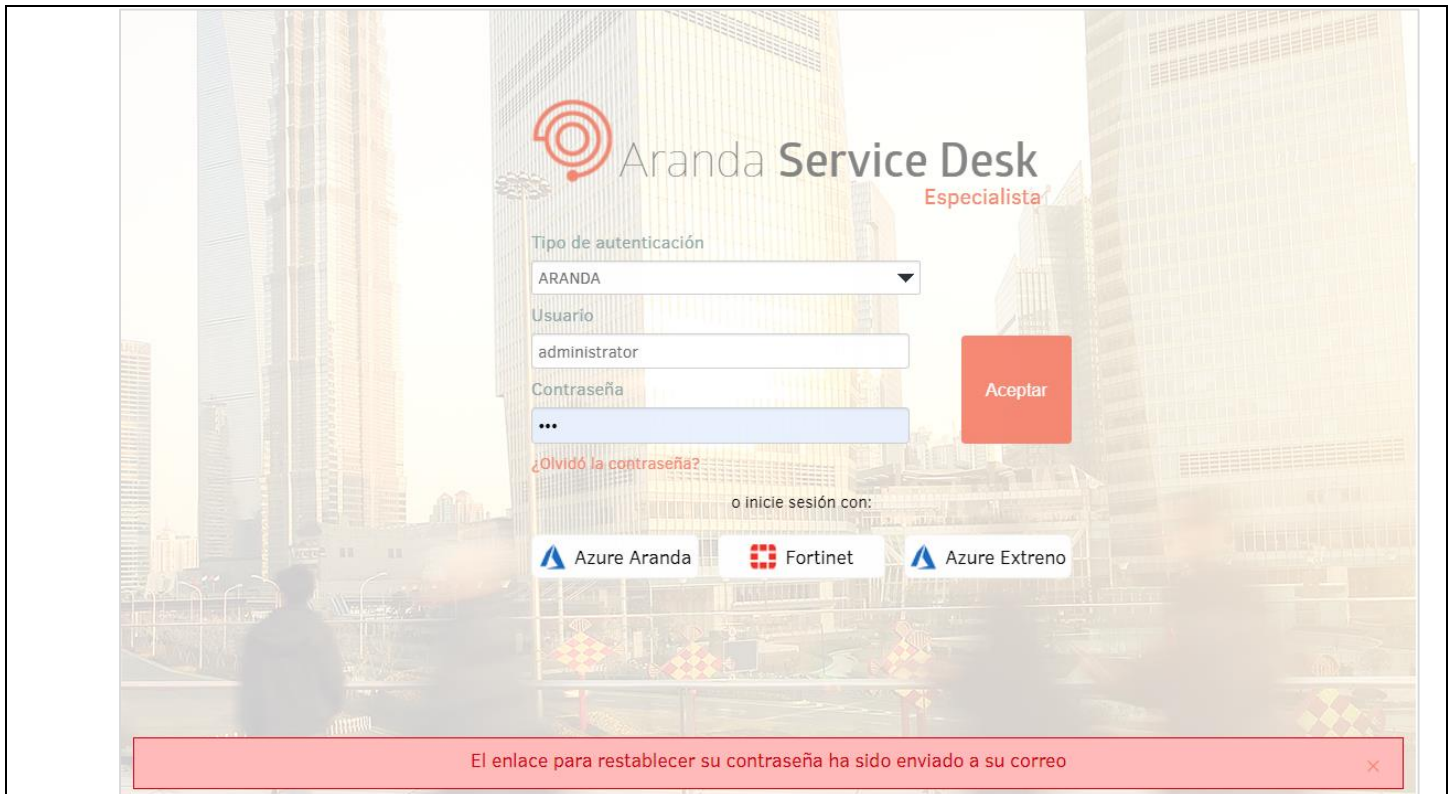 Aranda Service Desk
Especialista
Tipo de autenticación
ARANDA
Usuario
administrator
Contraseña
•••
Aceptar
¿Olvidó la contraseña?
o inicie sesión con:
Azure Aranda
Fortinet
Azure Extreno
El enlace para restablecer su contraseña ha sido enviado a su correo ×